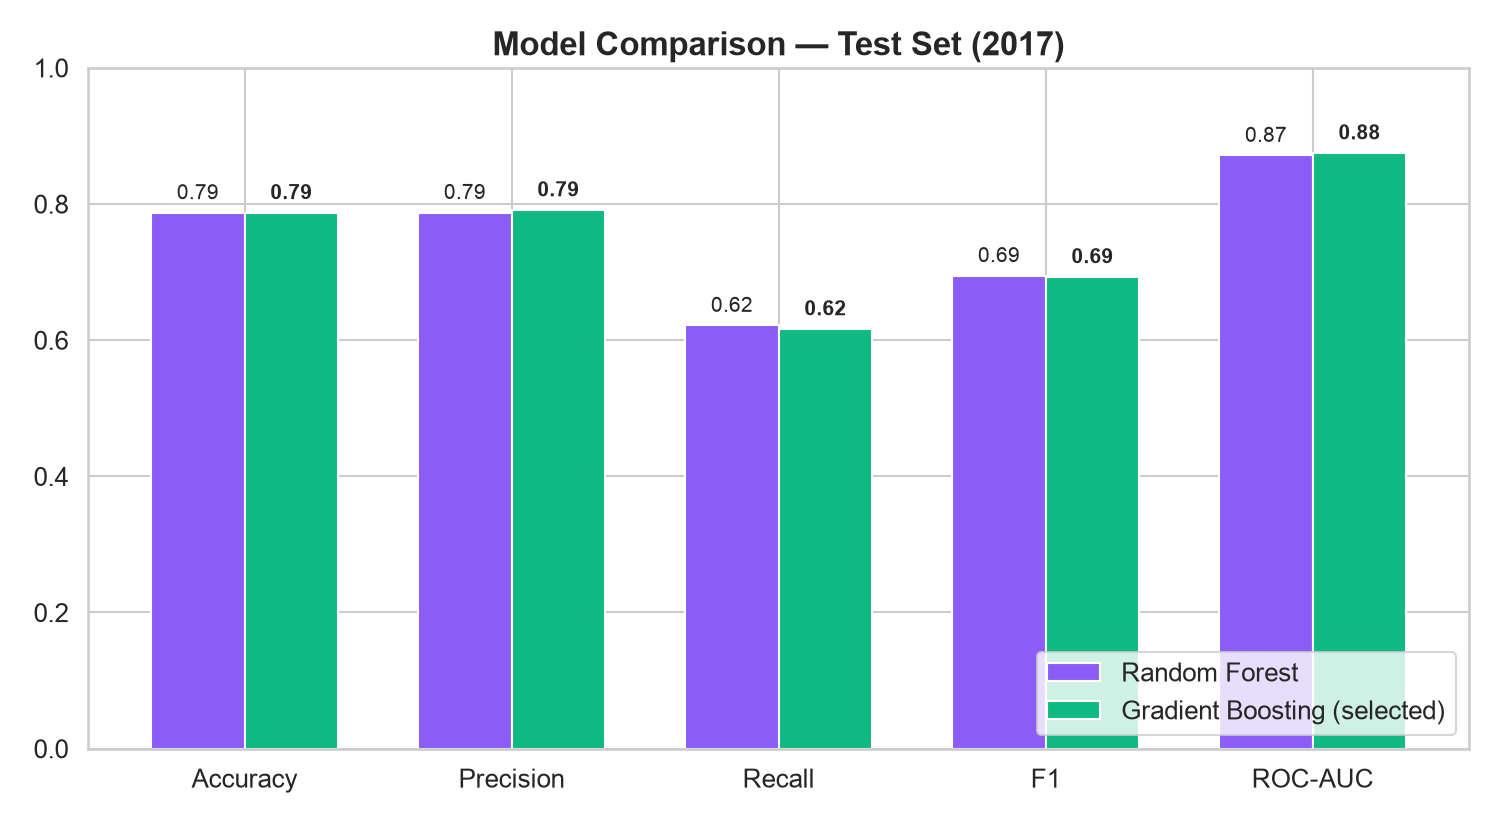 Model Comparison — Test Set (2017)
1.0
0.8
0.6
0.4
0.2
0.0
0.79
0.79
0.79
0.79
0.62
0.62
0.69
0.69
0.87
0.88
Random Forest
Gradient Boosting (selected)
Accuracy
Precision
Recall
F1
ROC-AUC